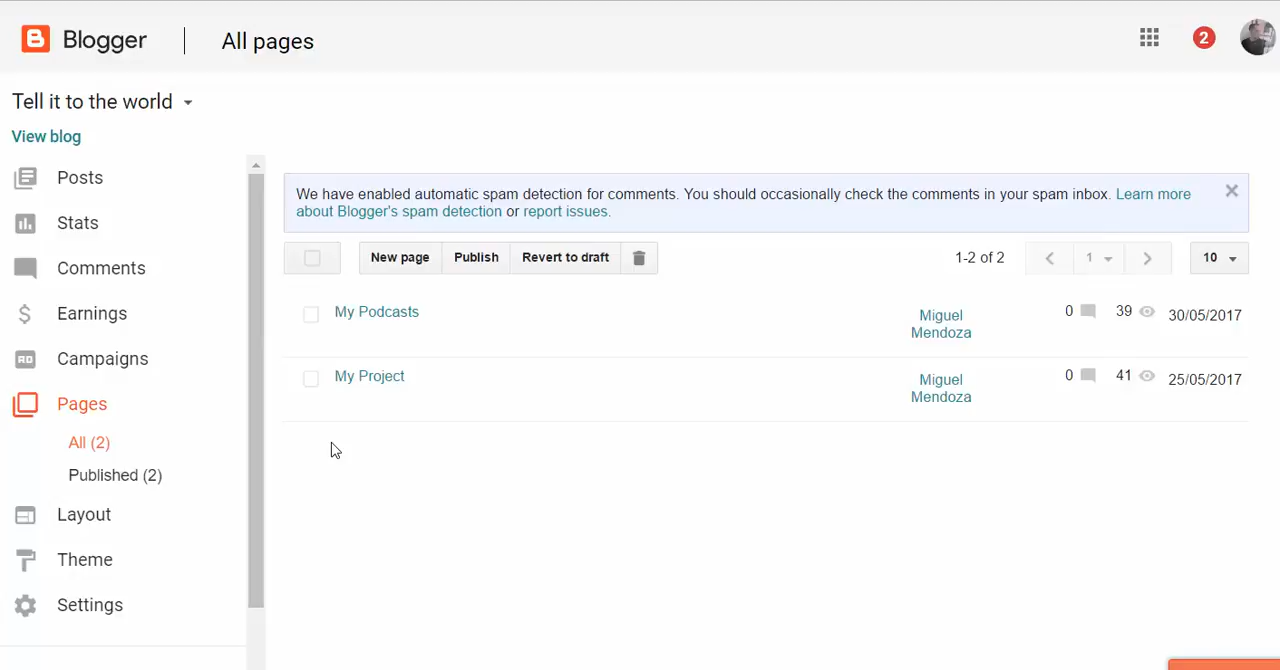 Blogger All pages 2
Tell it to the world
View blog
Posts
Stats
Comments
Earnings
AD Campaigns
Pages
All (2)
Published (2)
Layout
Theme
Settings
We have enabled automatic spam detection for comments. You should occasionally check the comments in your spam inbox. Learn more
about Blogger's spam detection or report issues.
New page Publish Revert to draft 1-2 of 2 1 10
My Podcasts Miguel Mendoza 0 39 30/05/2017
My Project Miguel Mendoza 0 41 25/05/2017